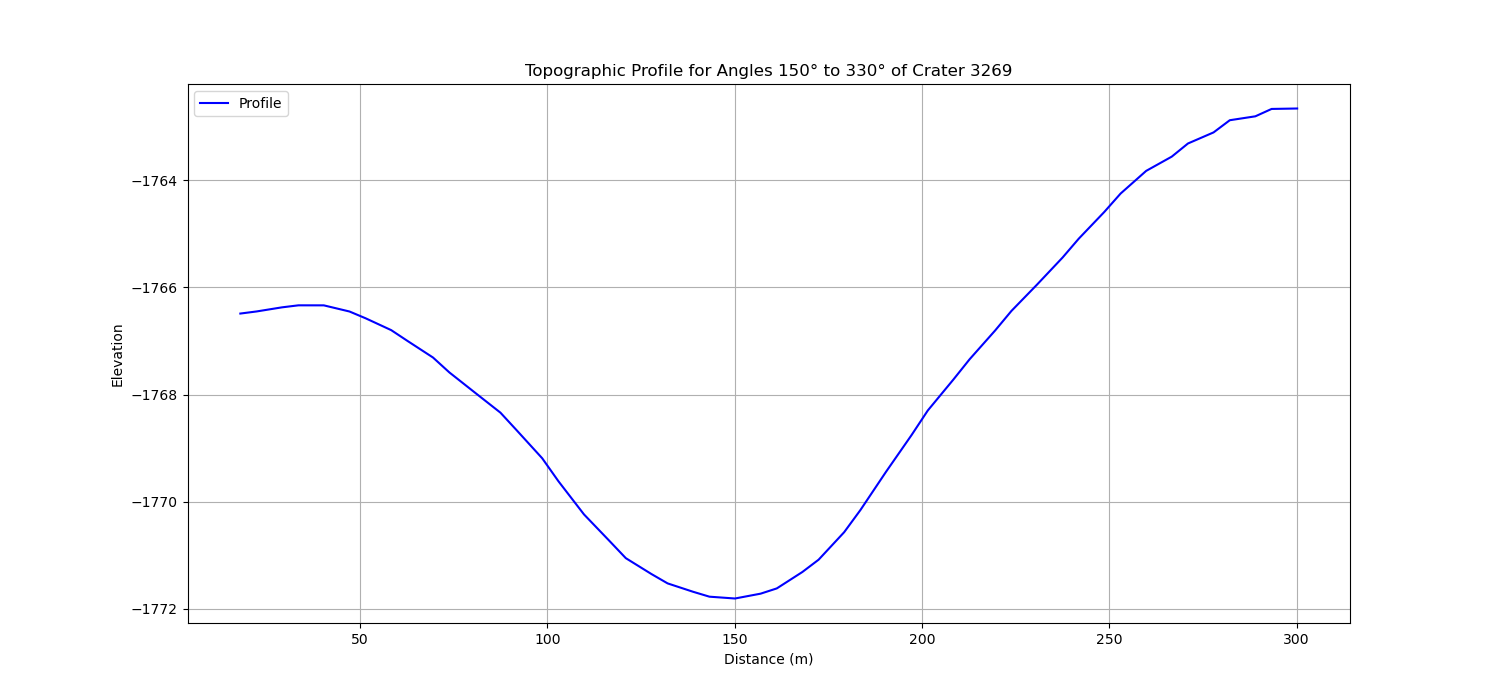 Topographic Profile for Angles 150° to 330° of Crater 3269
Profile
Elevation
−1764
−1766
−1768
−1770
−1772
50 100 150 200 250 300
Distance (m)